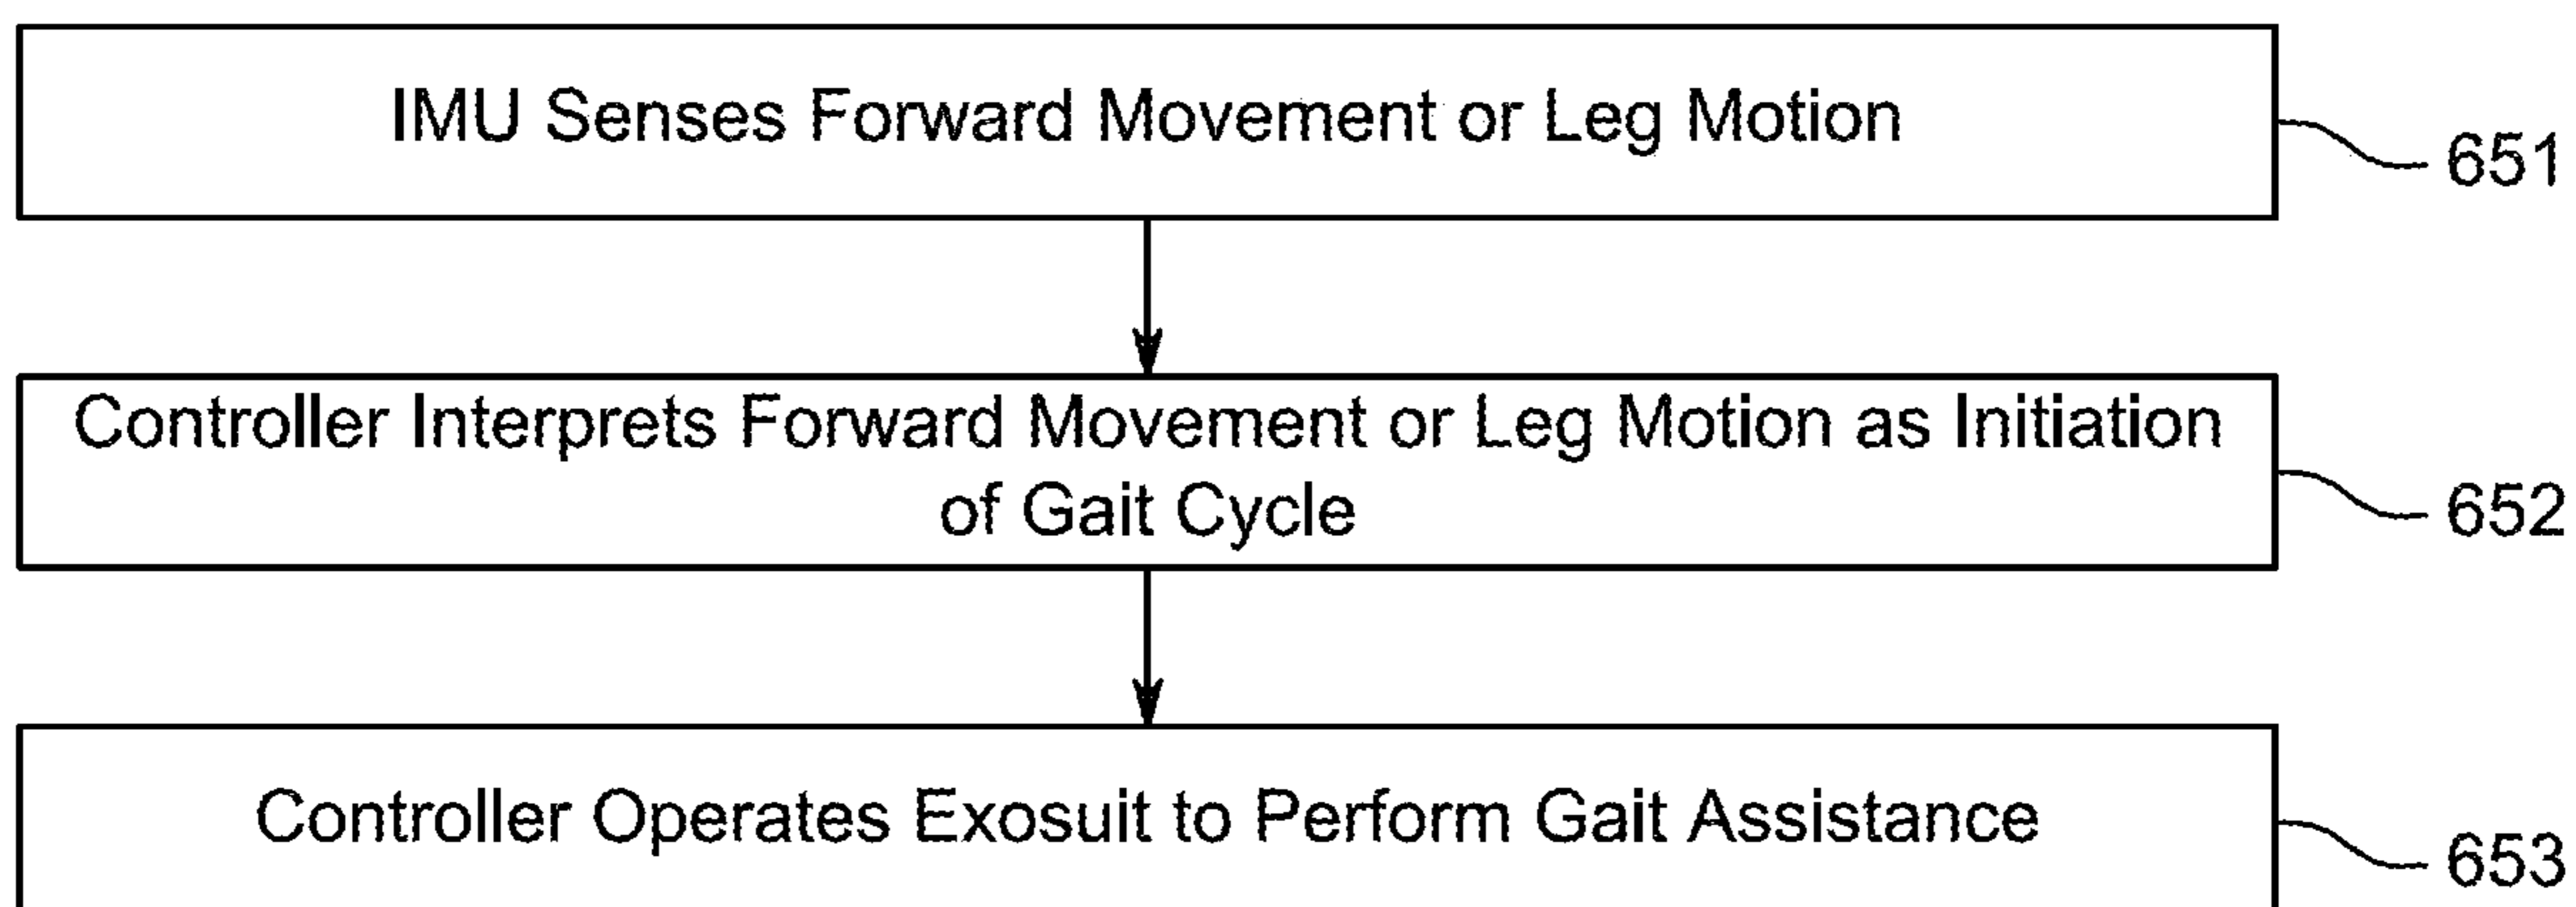 IMU Senses Forward Movement or Leg Motion
651
Controller Interprets Forward Movement or Leg Motion as Initiation
of Gait Cycle
652
Controller Operates Exosuit to Perform Gait Assistance
653